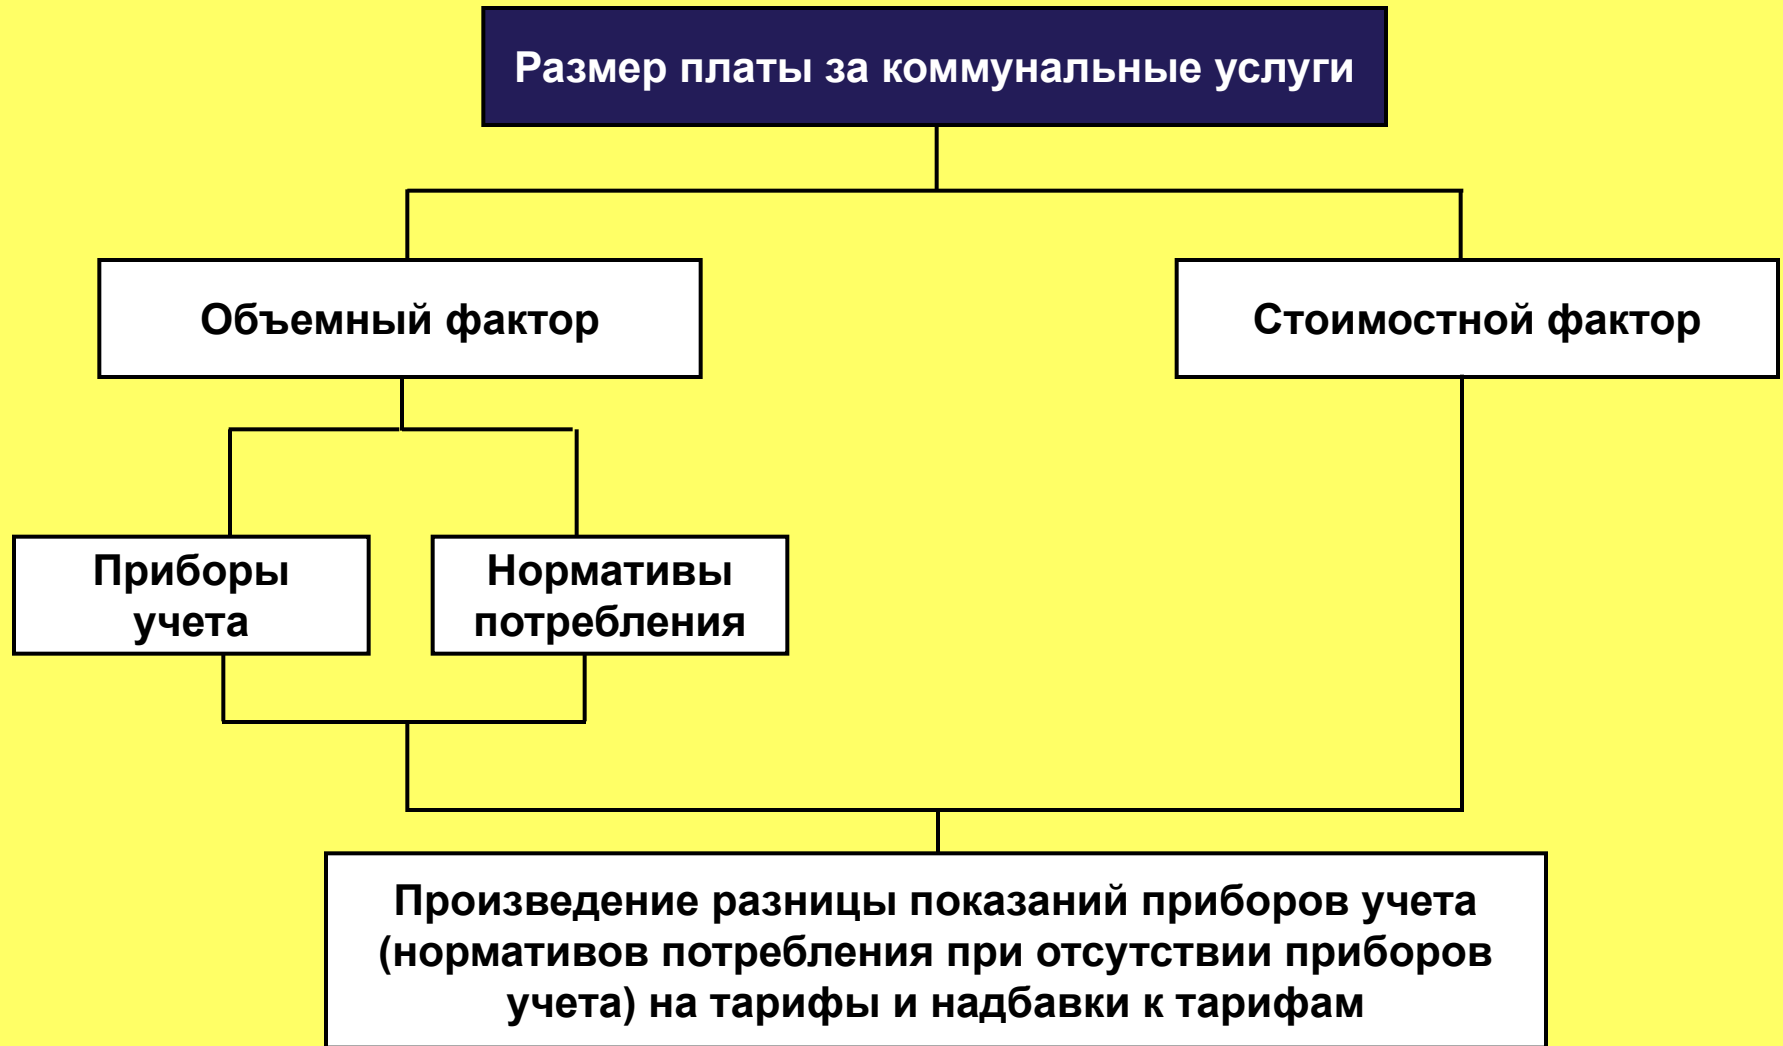 Размер платы за коммунальные услуги
Объемный фактор
Стоимостной фактор
Приборы
учета
Нормативы
потребления
Произведение разницы показаний приборов учета
(нормативов потребления при отсутствии приборов
учета) на тарифы и надбавки к тарифам